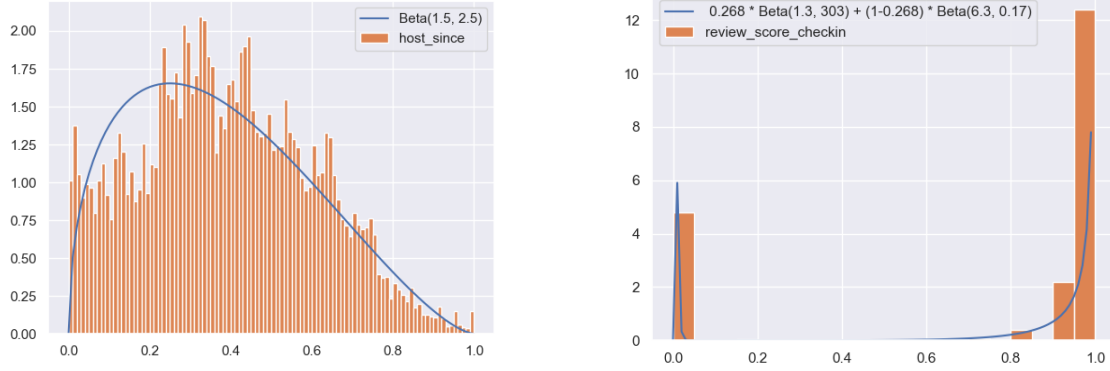 2.00
1.75
1.50
1.25
1.00
0.75
0.50
0.25
0.00
0.0 0.2 0.4 0.6 0.8 1.0
Beta(1.5, 2.5)
host_since
12
10
8
6
4
2
0
0.0 0.2 0.4 0.6 0.8 1.0
0.268 * Beta(1.3, 303) + (1-0.268) * Beta(6.3, 0.17)
review_score_checkin